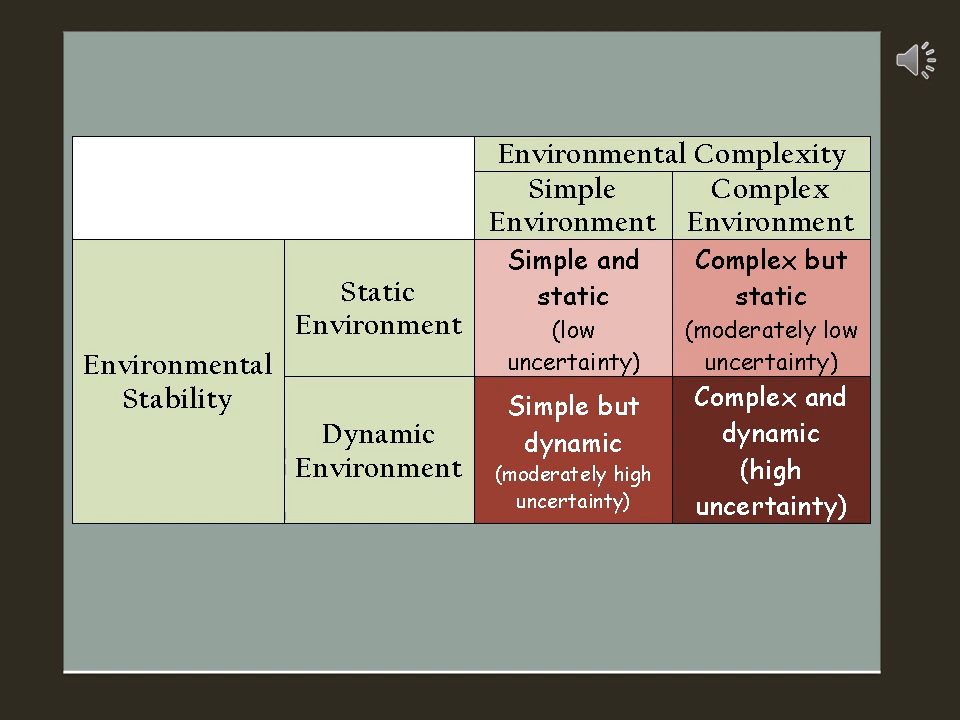 Environmental Complexity
Simple
Environment
Complex
Environment
Environmental
Stability
Static
Environment
Simple and
static
(low
uncertainty)
Complex but
static
(moderately low
uncertainty)
Dynamic
Environment
Simple but
dynamic
(moderately high
uncertainty)
Complex and
dynamic
(high
uncertainty)